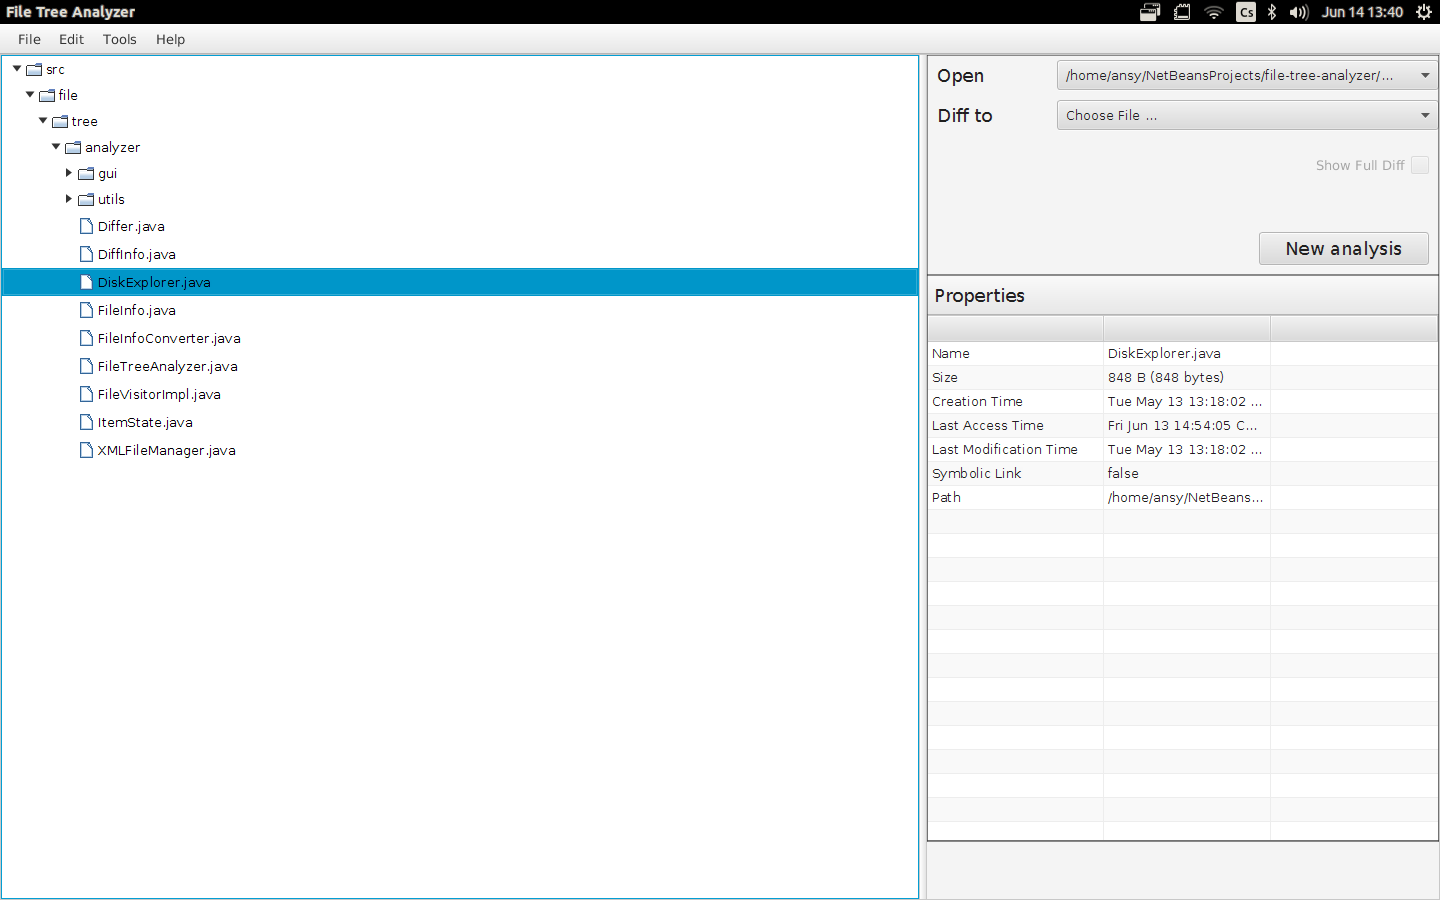 File Tree Analyzer
Cs
Jun 14 13:40
File Edit Tools Help
src
file
tree
analyzer
gui
utils
Differ.java
DiffInfo.java
DiskExplorer.java
FileInfo.java
FileInfoConverter.java
FileTreeAnalyzer.java
FileVisitorImpl.java
ItemState.java
XMLFileManager.java
Open /home/ansy/NetBeansProjects/file-tree-analyzer/...
Diff to Choose File ...
Show Full Diff
New analysis
Properties
Name DiskExplorer.java
Size 848 B (848 bytes)
Creation Time Tue May 13 13:18:02 ...
Last Access Time Fri Jun 13 14:54:05 C...
Last Modification Time Tue May 13 13:18:02 ...
Symbolic Link false
Path /home/ansy/NetBeans...